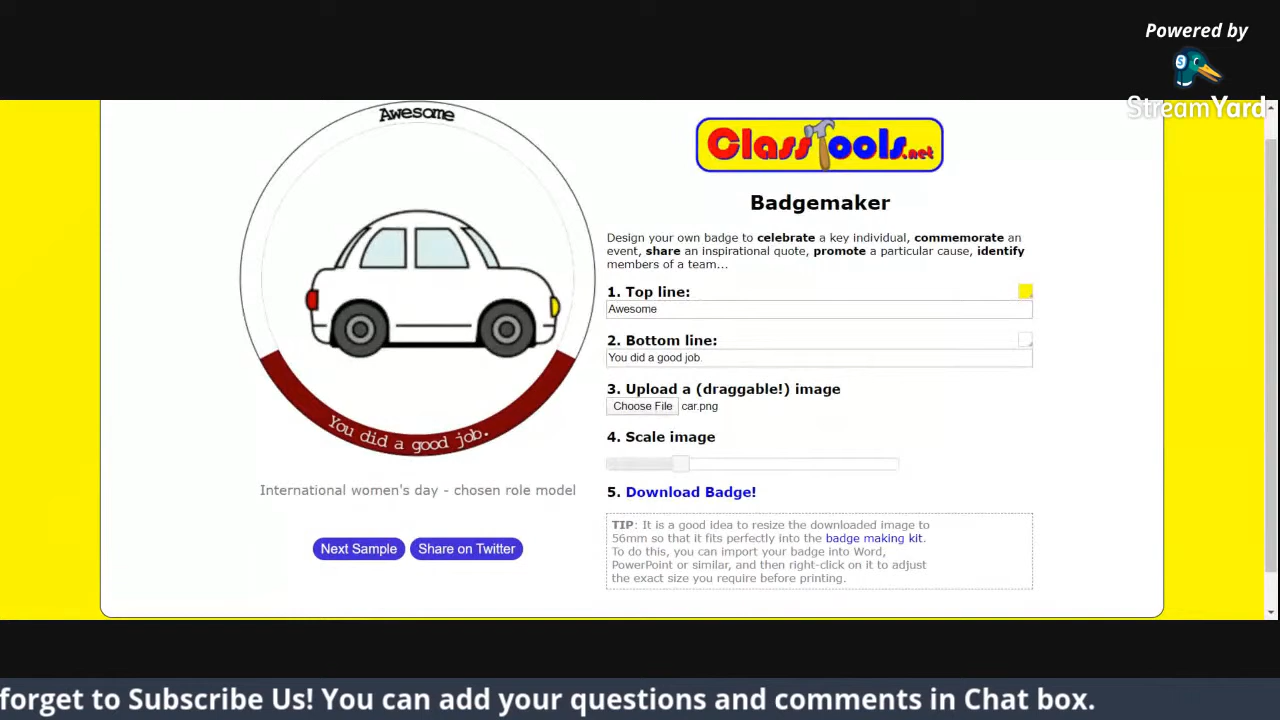 Powered by
StreamYard
Awesome
You did a good job.
International women's day - chosen role model
Next Sample
Share on Twitter
ClassTools.net
Badgemaker
Design your own badge to celebrate a key individual, commemorate an
event, share an inspirational quote, promote a particular cause, identify
members of a team...
1. Top line:
Awesome
2. Bottom line:
You did a good job.
3. Upload a (draggable!) image
Choose File car.png
4. Scale image
5. Download Badge!
TIP: It is a good idea to resize the downloaded image to
56mm so that it fits perfectly into the badge making kit.
To do this, you can import your badge into Word,
PowerPoint or similar, and then right-click on it to adjust
the exact size you require before printing.
forget to Subscribe Us! You can add your questions and comments in Chat box.